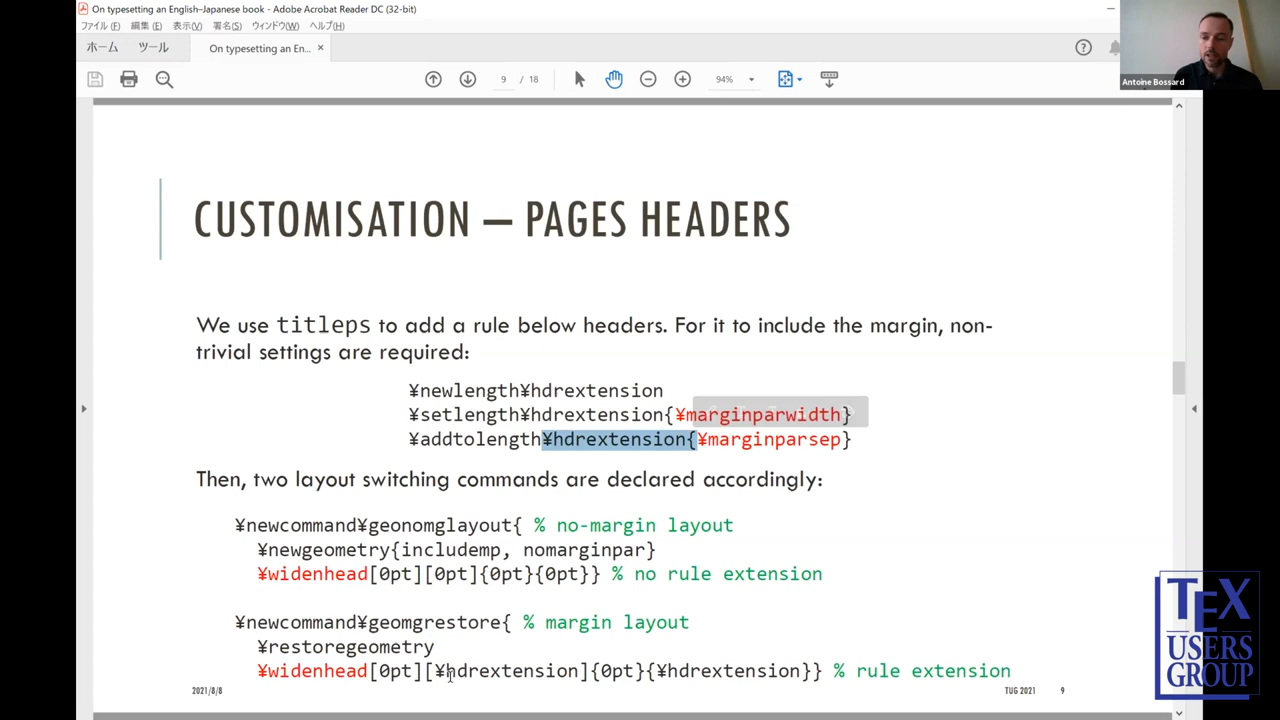 On typesetting an English–Japanese book - Adobe Acrobat Reader DC (32-bit)
ファイル(F) 編集(E) 表示(V) 署名(S) ウィンドウ(W) ヘルプ(H)
ホーム ツール On typesetting an En... ×
9 / 18 94%
Antoine Bossard
CUSTOMISATION – PAGES HEADERS
We use titleps to add a rule below headers. For it to include the margin, non-
trivial settings are required:
¥newlength¥hdrextension
¥setlength¥hdrextension{¥marginparwidth}
¥addtolength¥hdrextension{¥marginparsep}
Then, two layout switching commands are declared accordingly:
¥newcommand¥geonomglayout{ % no-margin layout
¥newgeometry{includemp, nomarginpar}
¥widenhead[0pt][0pt]{0pt}{0pt}} % no rule extension
¥newcommand¥geomgrestore{ % margin layout
¥restoregeometry
¥widenhead[0pt][¥hdrextension]{0pt}{¥hdrextension}} % rule extension
2021/8/8 TUG 2021 9
TEX
USERS
GROUP